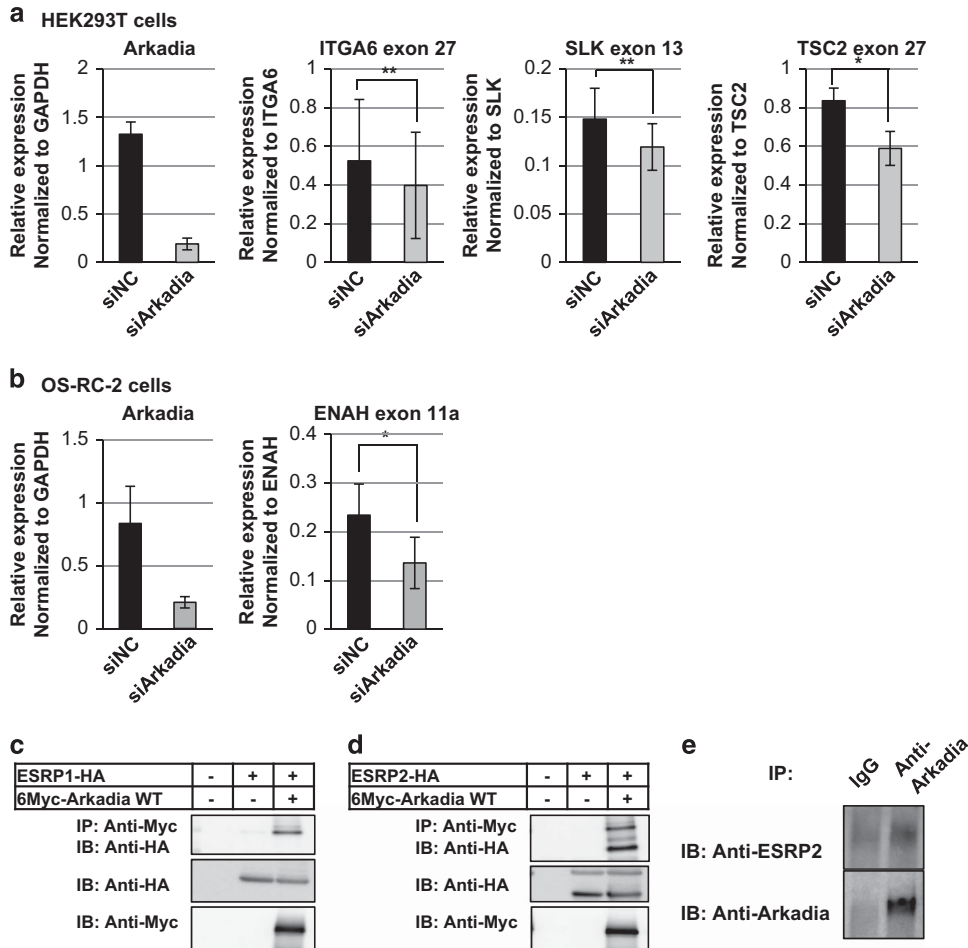 a HEK293T cells
Arkadia
Relative expression
Normalized to GAPDH
2
1.5
1
0.5
0
siNC
siArkadia
ITGA6 exon 27
Relative expression
Normalized to ITGA6
1
0.8
0.6
0.4
0.2
0
**
siNC
siArkadia
SLK exon 13
Relative expression
Normalized to SLK
0.2
0.15
0.1
0.05
0
**
siNC
siArkadia
TSC2 exon 27
Relative expression
Normalized to TSC2
1
0.8
0.6
0.4
0.2
0
*
siNC
siArkadia
b OS-RC-2 cells
Arkadia
Relative expression
Normalized to GAPDH
1.5
1
0.5
0
siNC
siArkadia
ENAH exon 11a
Relative expression
Normalized to ENAH
0.4
0.3
0.2
0.1
0
*
siNC
siArkadia
c
ESRP1-HA - + +
6Myc-Arkadia WT - - +
IP: Anti-Myc
IB: Anti-HA
IB: Anti-HA
IB: Anti-Myc
d
ESRP2-HA - + +
6Myc-Arkadia WT - - +
IP: Anti-Myc
IB: Anti-HA
IB: Anti-HA
IB: Anti-Myc
e
IP: IgG Anti-
Arkadia
IB: Anti-ESRP2
IB: Anti-Arkadia